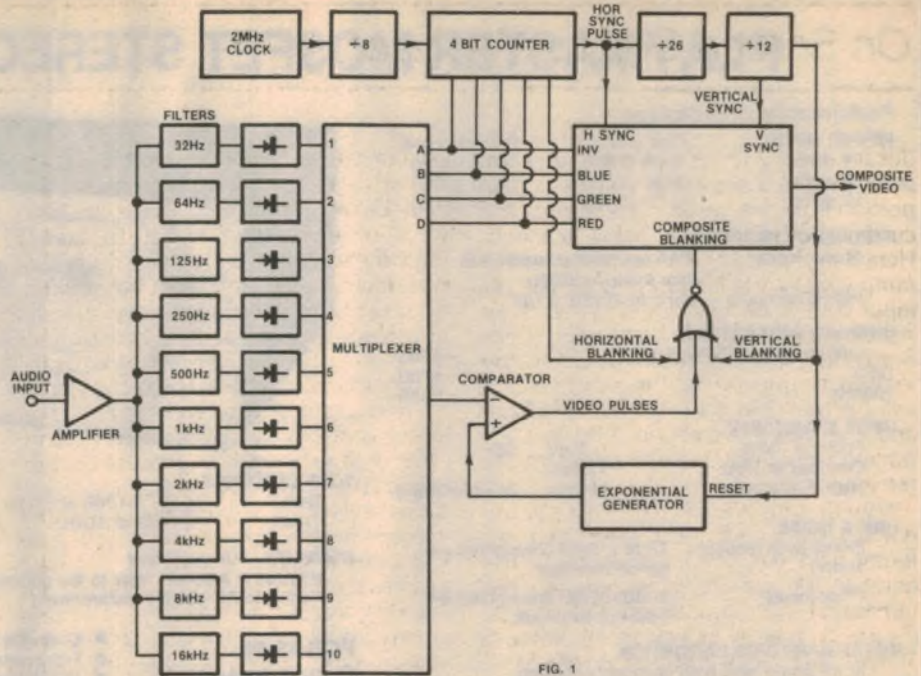 MOSFET STEREO
2MHz
CLOCK
÷8
4 BIT COUNTER
HOR
SYNC
PULSE
÷26
÷12
VERTICAL
SYNC
FILTERS
32Hz
64Hz
125Hz
250Hz
500Hz
1kHz
2kHz
4kHz
8kHz
16kHz
1
2
3
4
5
6
7
8
9
10
MULTIPLEXER
A
B
C
D
H SYNC
V
SYNC
INV
BLUE
GREEN
RED
COMPOSITE
BLANKING
COMPOSITE
VIDEO
HORIZONTAL
BLANKING
VERTICAL
BLANKING
AUDIO
INPUT
AMPLIFIER
COMPARATOR
-
+
VIDEO PULSES
EXPONENTIAL
GENERATOR
RESET
FIG. 1